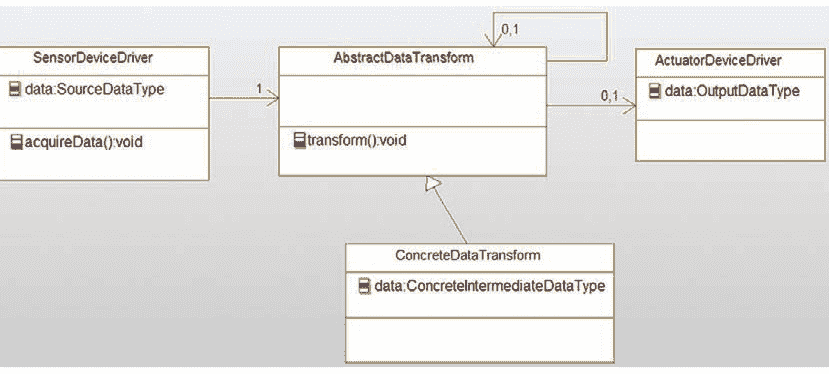 0,1
SensorDeviceDriver
AbstractDataTransform
ActuatorDeviceDriver
data:SourceDataType
1
0,1
data:OutputDataType
acquireData():void
transform():void
ConcreteDataTransform
data:ConcreteIntermediateDataType